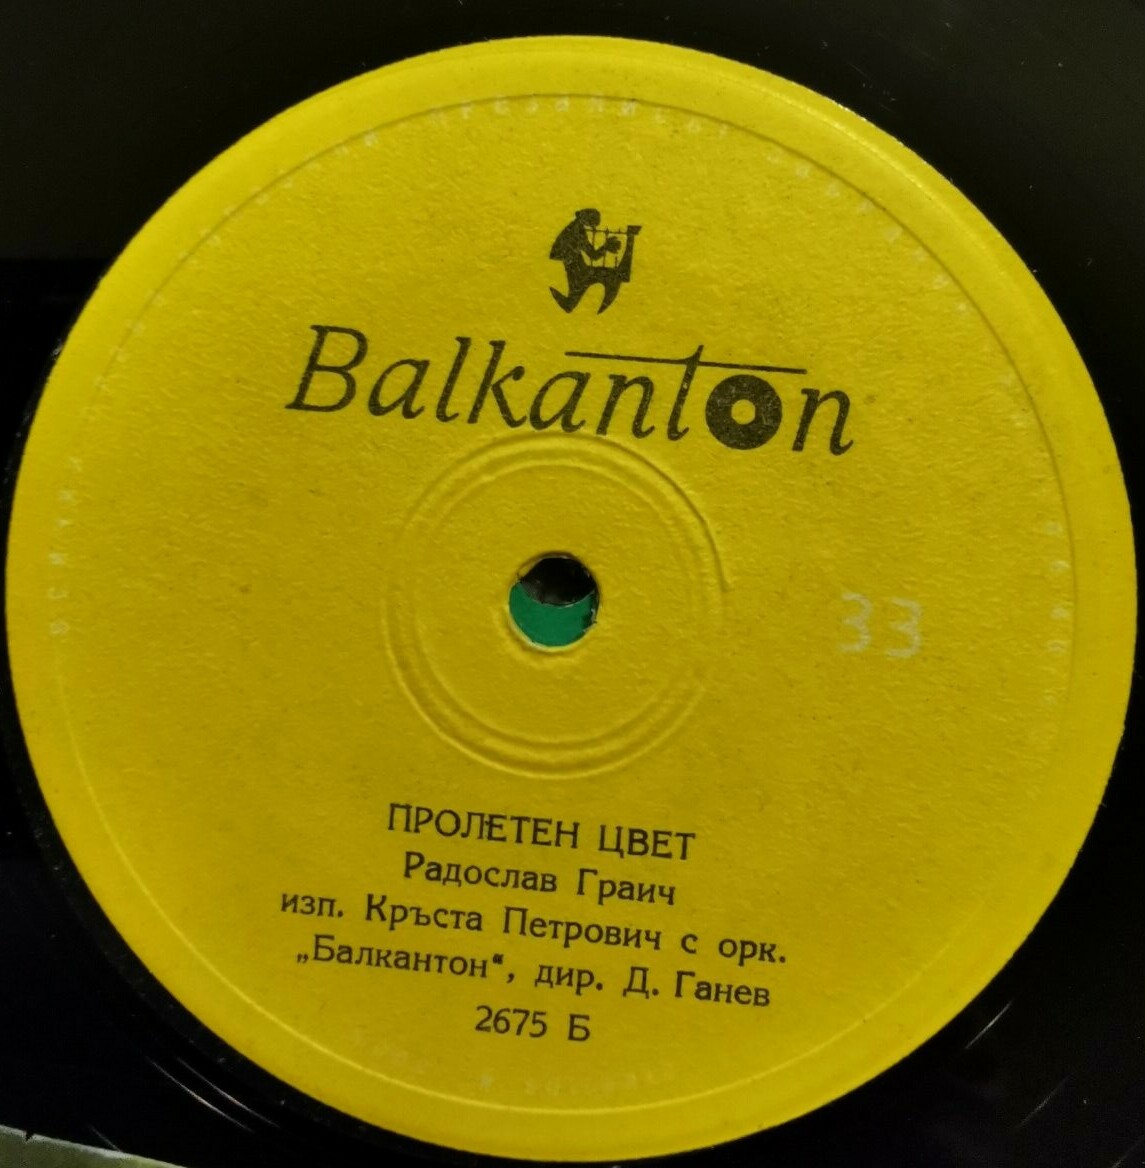 Balkanton
33
ПРОЛЕТЕН ЦВЕТ
Радослав Граич
изп. Кръста Петрович с орк.
„Балкантон“, дир. Д. Ганев
2675 Б